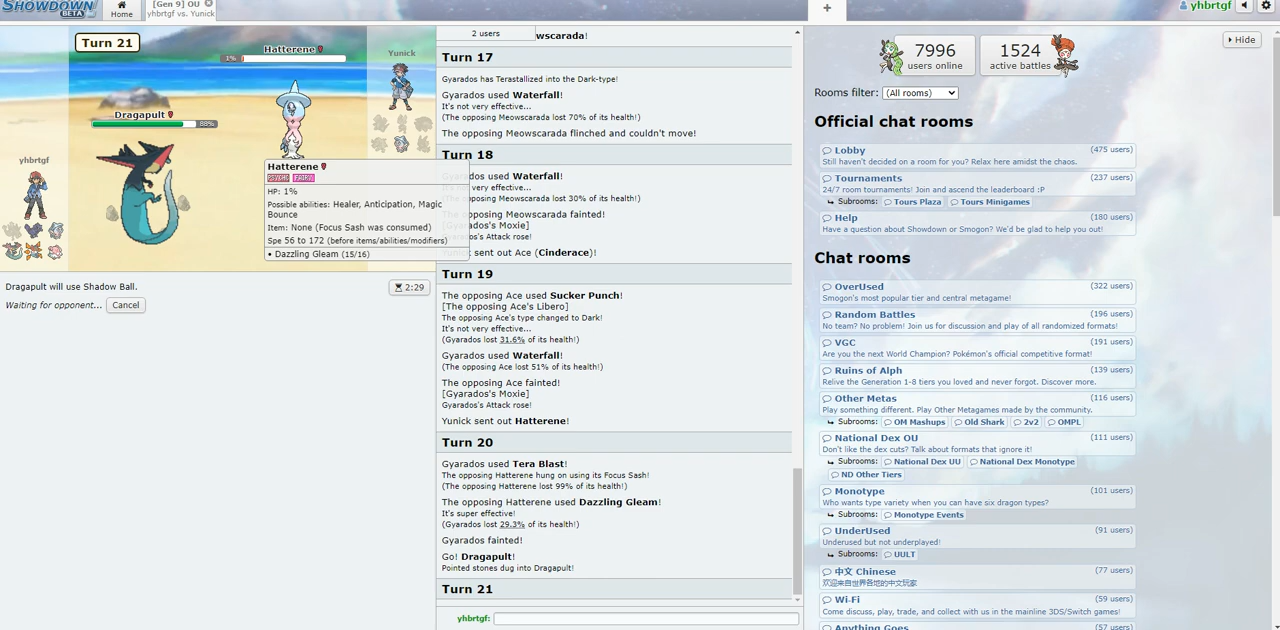 SHOWDOWN
BETA
Home
[Gen 9] OU
yhbrtgf vs. Yunick
+
yhbrtgf
Turn 21
Hatterene
1%
Yunick
Dragapult
88%
yhbrtgf
Hatterene
PSYCHIC FAIRY
HP: 1%
Possible abilities: Healer, Anticipation, Magic
Bounce
Item: None (Focus Sash was consumed)
Spe 56 to 172 (before items/abilities/modifiers)
• Dazzling Gleam (15/16)
Dragapult will use Shadow Ball.
2:29
Waiting for opponent... Cancel
2 users
wscarada!
Turn 17
Gyarados has Terastallized into the Dark-type!
Gyarados used Waterfall!
It's not very effective...
(The opposing Meowscarada lost 70% of its health!)
The opposing Meowscarada flinched and couldn't move!
Turn 18
Gyarados used Waterfall!
It's not very effective...
(The opposing Meowscarada lost 30% of its health!)
The opposing Meowscarada fainted!
[Gyarados's Moxie]
Gyarados's Attack rose!
Yunick sent out Ace (Cinderace)!
Turn 19
The opposing Ace used Sucker Punch!
[The opposing Ace's Libero]
The opposing Ace's type changed to Dark!
It's not very effective...
(Gyarados lost 31.6% of its health!)
Gyarados used Waterfall!
(The opposing Ace lost 51% of its health!)
The opposing Ace fainted!
[Gyarados's Moxie]
Gyarados's Attack rose!
Yunick sent out Hatterene!
Turn 20
Gyarados used Tera Blast!
The opposing Hatterene hung on using its Focus Sash!
(The opposing Hatterene lost 99% of its health!)
The opposing Hatterene used Dazzling Gleam!
It's super effective!
(Gyarados lost 29.3% of its health!)
Gyarados fainted!
Go! Dragapult!
Pointed stones dug into Dragapult!
Turn 21
yhbrtgf:
Hide
7996
users online
1524
active battles
Rooms filter: (All rooms)
Official chat rooms
Lobby (475 users)
Still haven't decided on a room for you? Relax here amidst the chaos.
Tournaments (237 users)
24/7 room tournaments! Join and ascend the leaderboard :P
Subrooms: Tours Plaza Tours Minigames
Help (180 users)
Have a question about Showdown or Smogon? We'd be glad to help you out!
Chat rooms
OverUsed (322 users)
Smogon's most popular tier and central metagame!
Random Battles (196 users)
No team? No problem! Join us for discussion and play of all randomized formats!
VGC (191 users)
Are you the next World Champion? Pokémon's official competitive format!
Ruins of Alph (139 users)
Relive the Generation 1-8 tiers you loved and never forgot. Discover more.
Other Metas (116 users)
Play something different. Play Other Metagames made by the community.
Subrooms: OM Mashups Old Shark 2v2 OMPL
National Dex OU (111 users)
Don't like the dex cuts? Talk about formats that ignore it!
Subrooms: National Dex UU National Dex Monotype
ND Other Tiers
Monotype (101 users)
Who wants type variety when you can have six dragon types?
Subrooms: Monotype Events
UnderUsed (91 users)
Underused but not underplayed!
Subrooms: UULT
中文 Chinese (77 users)
欢迎来自世界各地的中文玩家
Wi-Fi (59 users)
Come discuss, play, trade, and collect with us in the mainline 3DS/Switch games!
Anything Goes (57 users)